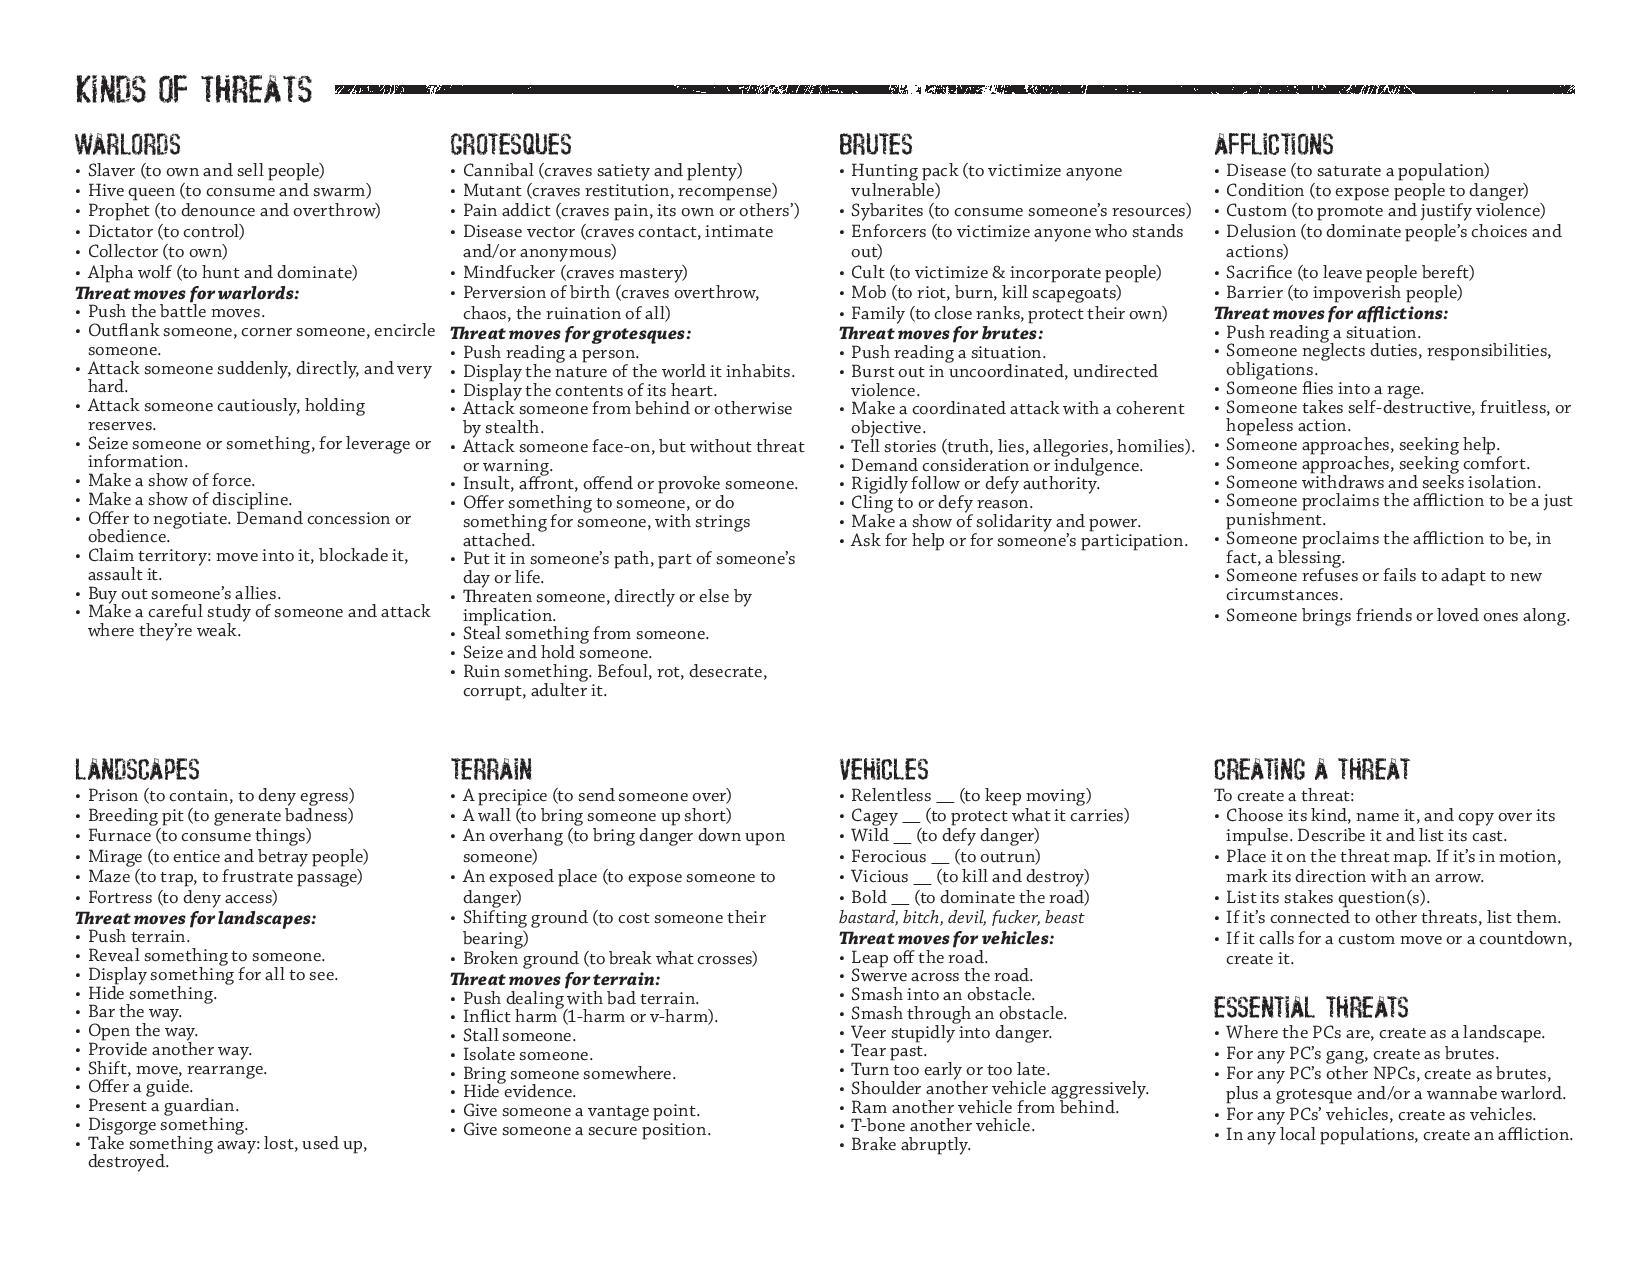 KINDS OF THREATS
WARLORDS
• Slaver (to own and sell people)
• Hive queen (to consume and swarm)
• Prophet (to denounce and overthrow)
• Dictator (to control)
• Collector (to own)
• Alpha wolf (to hunt and dominate)
Threat moves for warlords:
• Push the battle moves.
• Outflank someone, corner someone, encircle
someone.
• Attack someone suddenly, directly, and very
hard.
• Attack someone cautiously, holding
reserves.
• Seize someone or something, for leverage or
information.
• Make a show of force.
• Make a show of discipline.
• Offer to negotiate. Demand concession or
obedience.
• Claim territory: move into it, blockade it,
assault it.
• Buy out someone's allies.
• Make a careful study of someone and attack
where they're weak.
GROTESQUES
• Cannibal (craves satiety and plenty)
• Mutant (craves restitution, recompense)
• Pain addict (craves pain, its own or others')
• Disease vector (craves contact, intimate
and/or anonymous)
• Mindfucker (craves mastery)
• Perversion of birth (craves overthrow,
chaos, the ruination of all)
Threat moves for grotesques:
• Push reading a person.
• Display the nature of the world it inhabits.
• Display the contents of its heart.
• Attack someone from behind or otherwise
by stealth.
• Attack someone face-on, but without threat
or warning.
• Insult, affront, offend or provoke someone.
• Offer something to someone, or do
something for someone, with strings
attached.
• Put it in someone's path, part of someone's
day or life.
• Threaten someone, directly or else by
implication.
• Steal something from someone.
• Seize and hold someone.
• Ruin something. Befoul, rot, desecrate,
corrupt, adulter it.
BRUTES
• Hunting pack (to victimize anyone
vulnerable)
• Sybarites (to consume someone's resources)
• Enforcers (to victimize anyone who stands
out)
• Cult (to victimize & incorporate people)
• Mob (to riot, burn, kill scapegoats)
• Family (to close ranks, protect their own)
Threat moves for brutes:
• Push reading a situation.
• Burst out in uncoordinated, undirected
violence.
• Make a coordinated attack with a coherent
objective.
• Tell stories (truth, lies, allegories, homilies).
• Demand consideration or indulgence.
• Rigidly follow or defy authority.
• Cling to or defy reason.
• Make a show of solidarity and power.
• Ask for help or for someone's participation.
AFFLICTIONS
• Disease (to saturate a population)
• Condition (to expose people to danger)
• Custom (to promote and justify violence)
• Delusion (to dominate people's choices and
actions)
• Sacrifice (to leave people bereft)
• Barrier (to impoverish people)
Threat moves for afflictions:
• Push reading a situation.
• Someone neglects duties, responsibilities,
obligations.
• Someone flies into a rage.
• Someone takes self-destructive, fruitless, or
hopeless action.
• Someone approaches, seeking help.
• Someone approaches, seeking comfort.
• Someone withdraws and seeks isolation.
• Someone proclaims the affliction to be a just
punishment.
• Someone proclaims the affliction to be, in
fact, a blessing.
• Someone refuses or fails to adapt to new
circumstances.
• Someone brings friends or loved ones along.
LANDSCAPES
• Prison (to contain, to deny egress)
• Breeding pit (to generate badness)
• Furnace (to consume things)
• Mirage (to entice and betray people)
• Maze (to trap, to frustrate passage)
• Fortress (to deny access)
Threat moves for landscapes:
• Push terrain.
• Reveal something to someone.
• Display something for all to see.
• Hide something.
• Bar the way.
• Open the way.
• Provide another way.
• Shift, move, rearrange.
• Offer a guide.
• Present a guardian.
• Disgorge something.
• Take something away: lost, used up,
destroyed.
TERRAIN
• A precipice (to send someone over)
• A wall (to bring someone up short)
• An overhang (to bring danger down upon
someone)
• An exposed place (to expose someone to
danger)
• Shifting ground (to cost someone their
bearing)
• Broken ground (to break what crosses)
Threat moves for terrain:
• Push dealing with bad terrain.
• Inflict harm (1-harm or v-harm).
• Stall someone.
• Isolate someone.
• Bring someone somewhere.
• Hide evidence.
• Give someone a vantage point.
• Give someone a secure position.
VEHICLES
• Relentless __ (to keep moving)
• Cagey __ (to protect what it carries)
• Wild __ (to defy danger)
• Ferocious __ (to outrun)
• Vicious __ (to kill and destroy)
• Bold __ (to dominate the road)
bastard, bitch, devil, fucker, beast
Threat moves for vehicles:
• Leap off the road.
• Swerve across the road.
• Smash into an obstacle.
• Smash through an obstacle.
• Veer stupidly into danger.
• Tear past.
• Turn too early or too late.
• Shoulder another vehicle aggressively.
• Ram another vehicle from behind.
• T-bone another vehicle.
• Brake abruptly.
CREATING A THREAT
To create a threat:
• Choose its kind, name it, and copy over its
impulse. Describe it and list its cast.
• Place it on the threat map. If it's in motion,
mark its direction with an arrow.
• List its stakes question(s).
• If it's connected to other threats, list them.
• If it calls for a custom move or a countdown,
create it.
ESSENTIAL THREATS
• Where the PCs are, create as a landscape.
• For any PC's gang, create as brutes.
• For any PC's other NPCs, create as brutes,
plus a grotesque and/or a wannabe warlord.
• For any PCs' vehicles, create as vehicles.
• In any local populations, create an affliction.